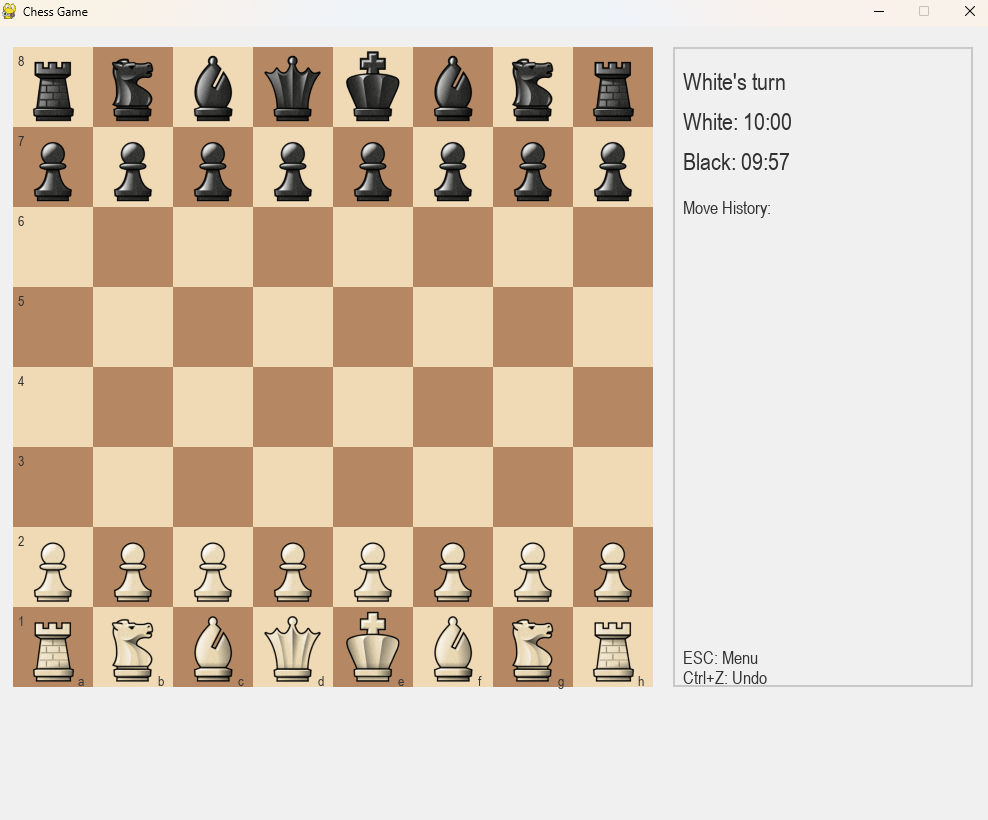 Chess Game
8
7
6
5
4
3
2
1
a b c d e f g h
White's turn
White: 10:00
Black: 09:57
Move History:
ESC: Menu
Ctrl+Z: Undo